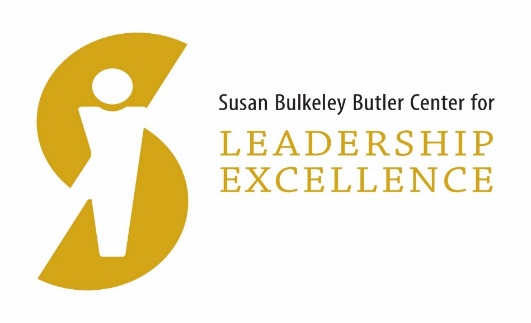 Susan Bulkeley Butler Center for
LEADERSHIP
EXCELLENCE